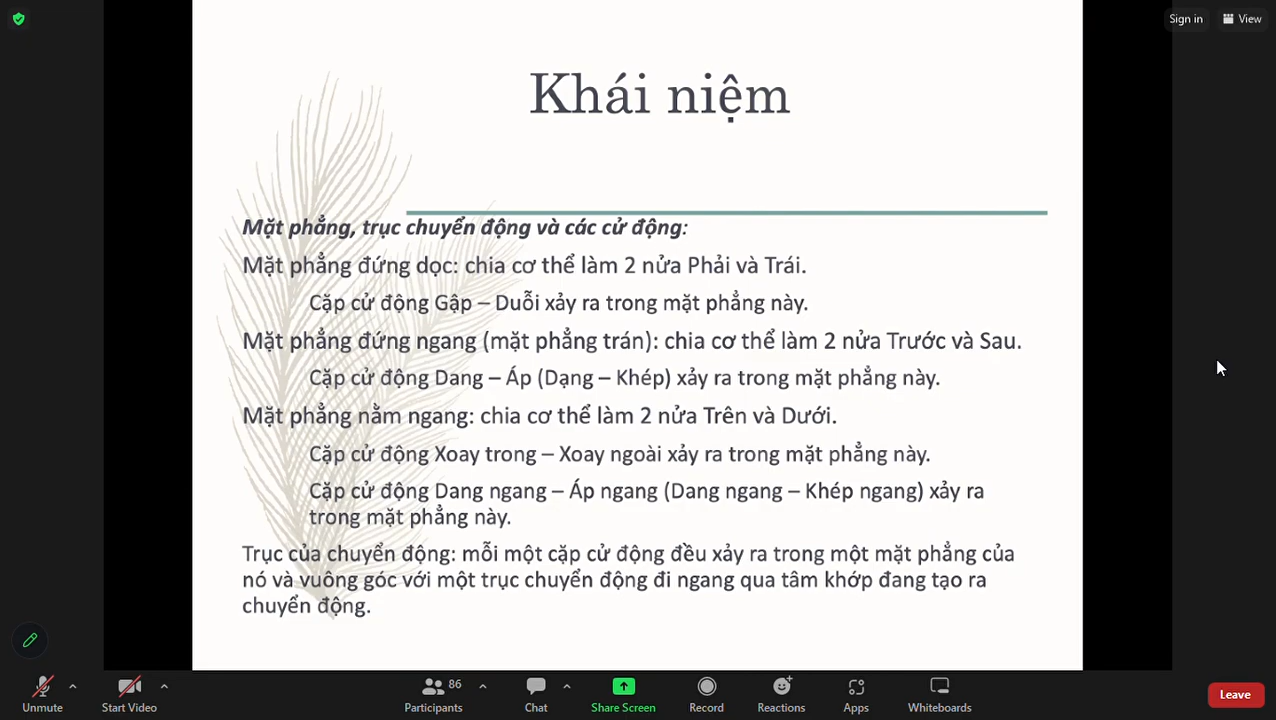 Sign in
View
Khái niệm
Mặt phẳng, trục chuyển động và các cử động:
Mặt phẳng đứng dọc: chia cơ thể làm 2 nửa Phải và Trái.
Cặp cử động Gập – Duỗi xảy ra trong mặt phẳng này.
Mặt phẳng đứng ngang (mặt phẳng trán): chia cơ thể làm 2 nửa Trước và Sau.
Cặp cử động Dang – Áp (Dạng – Khép) xảy ra trong mặt phẳng này.
Mặt phẳng nằm ngang: chia cơ thể làm 2 nửa Trên và Dưới.
Cặp cử động Xoay trong – Xoay ngoài xảy ra trong mặt phẳng này.
Cặp cử động Dang ngang – Áp ngang (Dang ngang – Khép ngang) xảy ra
trong mặt phẳng này.
Trục của chuyển động: mỗi một cặp cử động đều xảy ra trong một mặt phẳng của
nó và vuông góc với một trục chuyển động đi ngang qua tâm khớp đang tạo ra
chuyển động.
Unmute
Start Video
86
Participants
Chat
Share Screen
Record
Reactions
Apps
Whiteboards
Leave